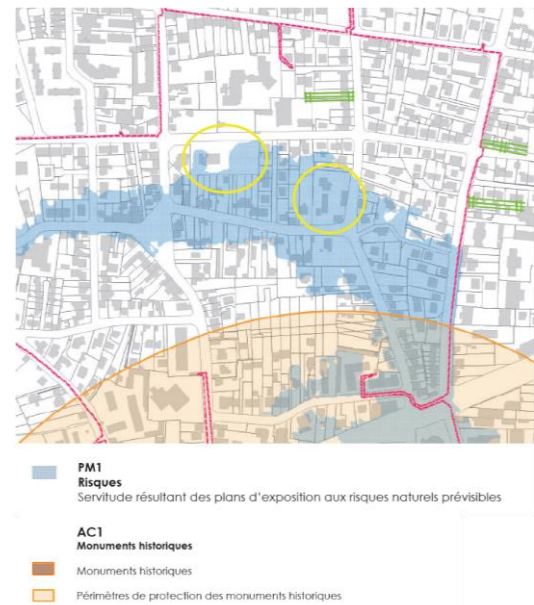 PM1
Risques
Servitude résultant des plans d'exposition aux risques naturels prévisibles
AC1
Monuments historiques
Monuments historiques
Périmètres de protection des monuments historiques